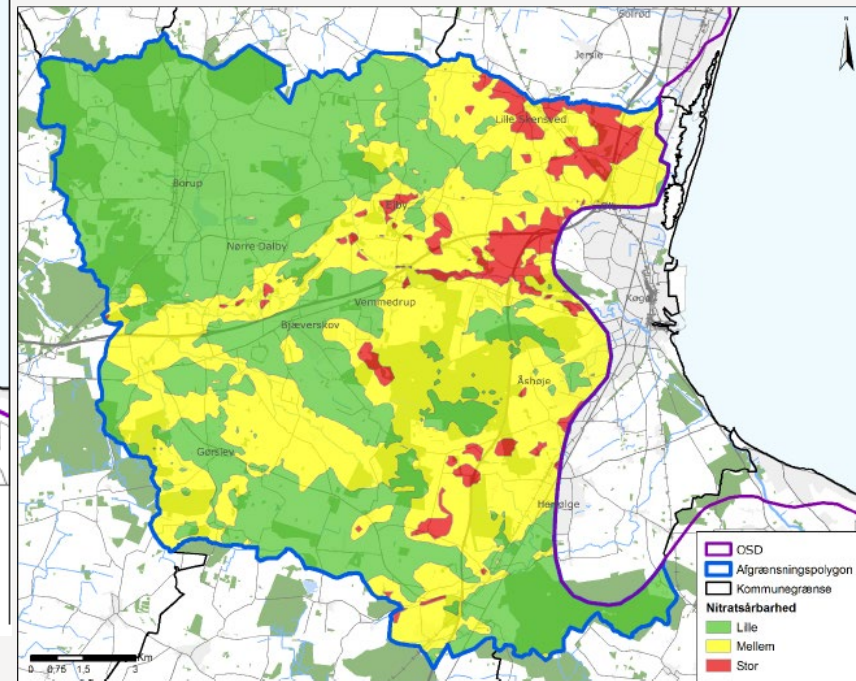 Solrød
Jersie
N
Lille Skensved
Borup
Ejby
Nørre Dalby
Køge
Vemmedrup
Bjæverskov
Åshøje
Gørslev
Herfølge
OSD
Afgrænsningspolygon
Kommunegrænse
Nitratsårbarhed
Lille
Mellem
Stor
Km
0 0,75 1,5 3